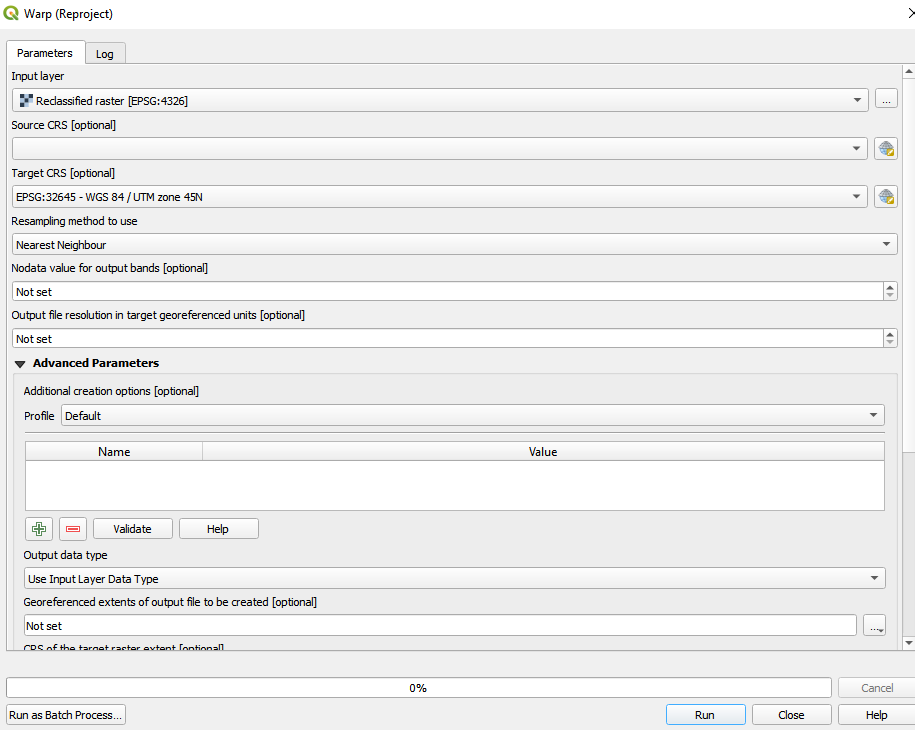 Warp (Reproject)
Parameters
Log
Input layer
Reclassified raster [EPSG:4326]
...
Source CRS [optional]
Target CRS [optional]
EPSG:32645 - WGS 84 / UTM zone 45N
Resampling method to use
Nearest Neighbour
Nodata value for output bands [optional]
Not set
Output file resolution in target georeferenced units [optional]
Not set
Advanced Parameters
Additional creation options [optional]
Profile Default
Name Value
Validate Help
Output data type
Use Input Layer Data Type
Georeferenced extents of output file to be created [optional]
Not set
...
CRS of the target raster extent [optional]
0%
Cancel
Run as Batch Process...
Run
Close
Help